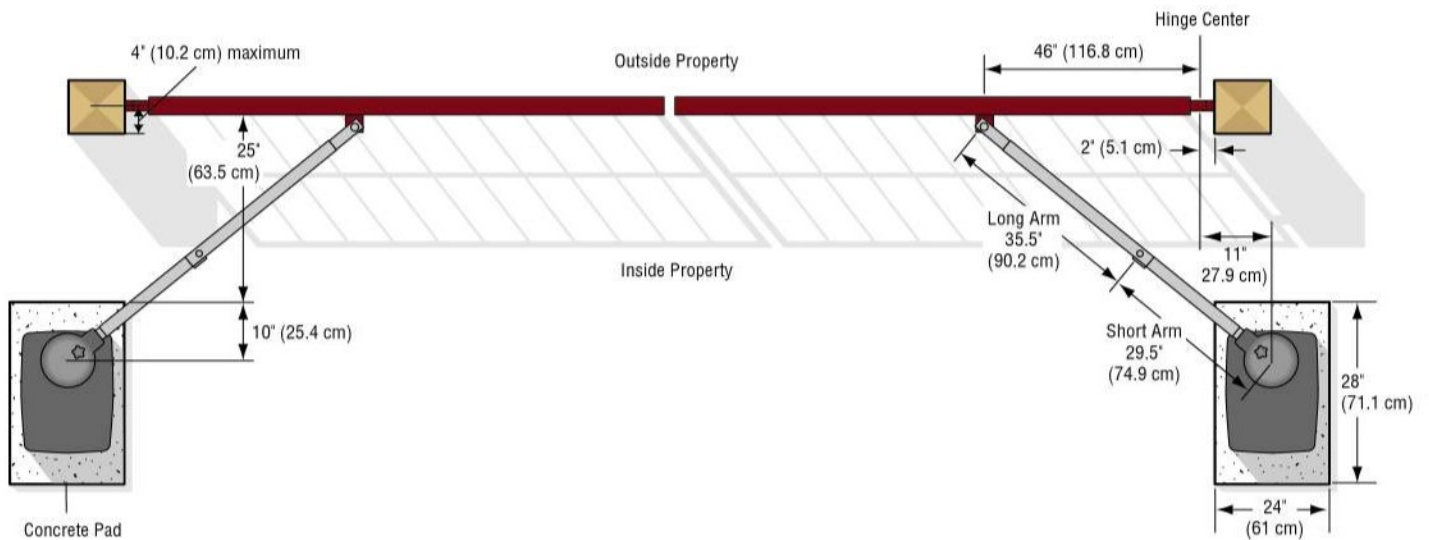 Hinge Center
4" (10.2 cm) maximum
46" (116.8 cm)
Outside Property
25"
(63.5 cm)
2" (5.1 cm)
Long Arm
35.5"
(90.2 cm)
11"
27.9 cm)
Inside Property
10" (25.4 cm)
Short Arm
29.5"
(74.9 cm)
28"
(71.1 cm)
24"
(61 cm)
Concrete Pad